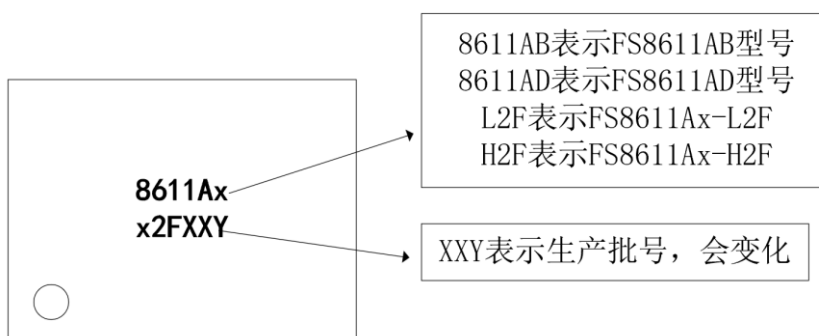 8611AB表示FS8611AB型号
8611AD表示FS8611AD型号
L2F表示FS8611Ax-L2F
H2F表示FS8611Ax-H2F
8611Ax
x2FXXY
XXY表示生产批号，会变化